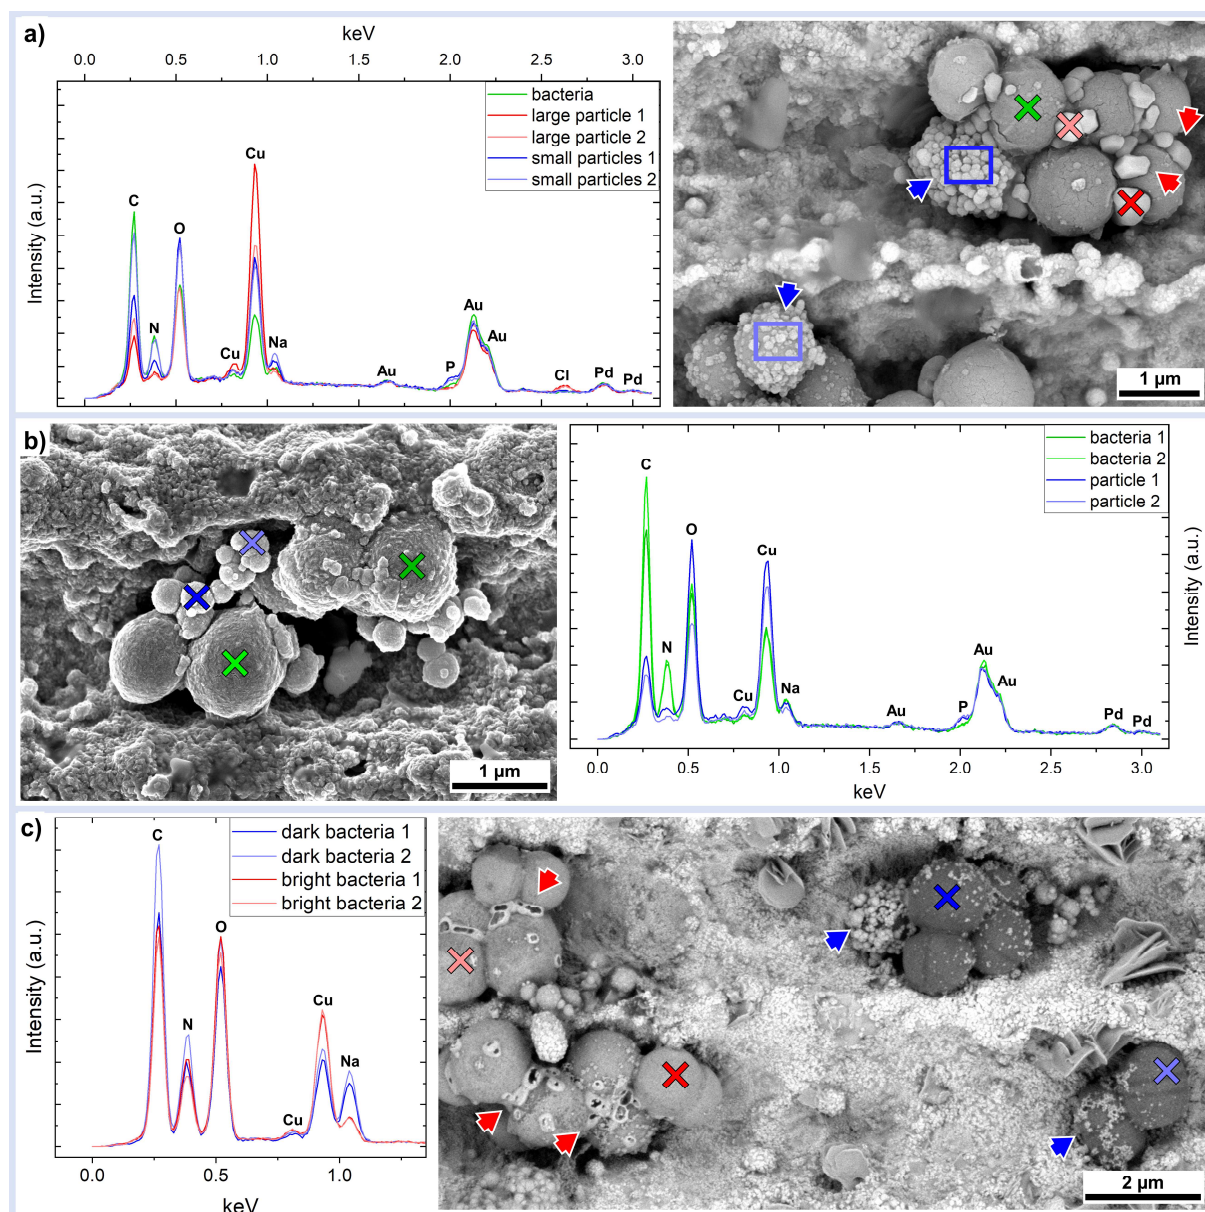 a)
keV
0.0 0.5 1.0 1.5 2.0 2.5 3.0
Intensity (a.u.)
bacteria
large particle 1
large particle 2
small particles 1
small particles 2
C
N
O
Cu
Cu
Na
Au
P
Au
Au
Cl
Pd
Pd
1 µm
b)
1 µm
bacteria 1
bacteria 2
particle 1
particle 2
C
N
O
Cu
Cu
Na
Au
P
Au
Au
Pd
Pd
Intensity (a.u.)
0.0 0.5 1.0 1.5 2.0 2.5 3.0
keV
c)
dark bacteria 1
dark bacteria 2
bright bacteria 1
bright bacteria 2
C
N
O
Cu
Cu
Na
Intensity (a.u.)
0.0 0.5 1.0
keV
2 µm